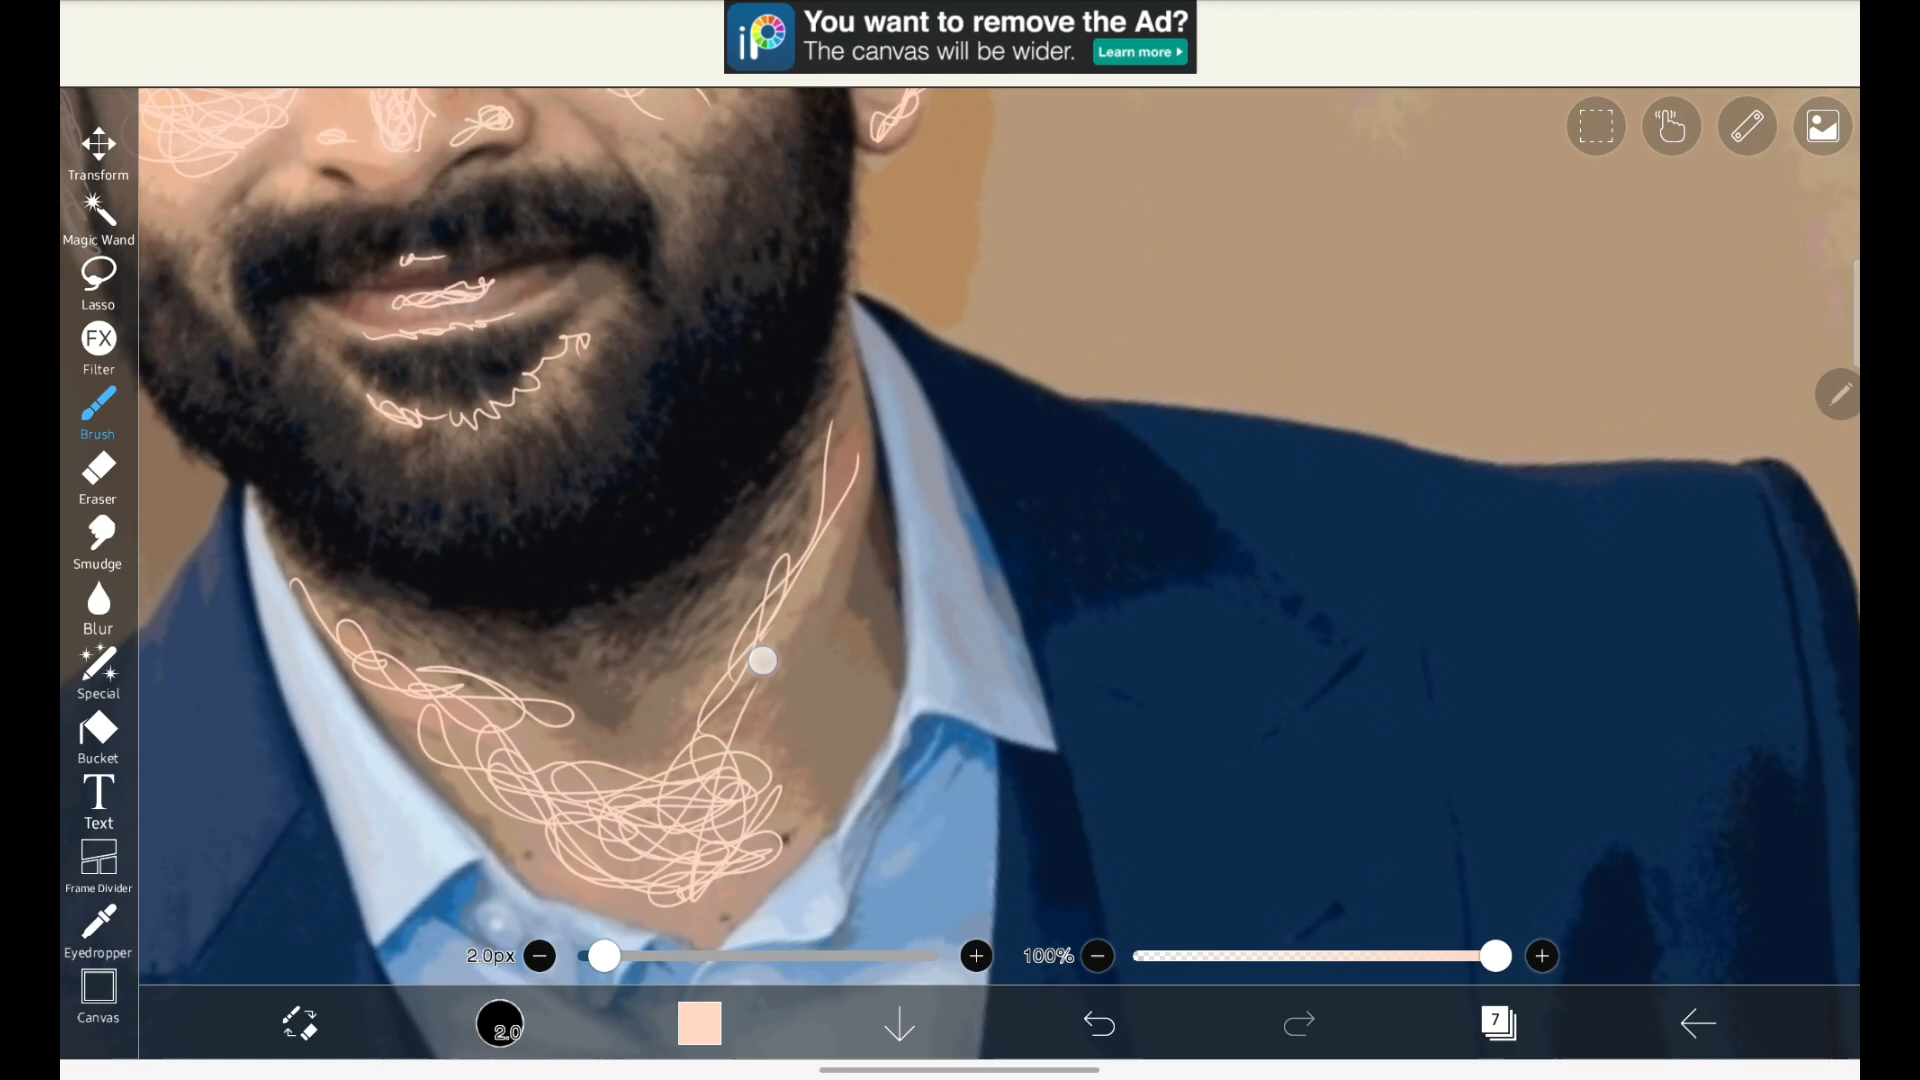 iP
You want to remove the Ad?
The canvas will be wider.
Learn more
Transform
Magic Wand
Lasso
FX
Filter
Brush
Eraser
Smudge
Blur
Special
Bucket
T
Text
Frame Divider
Eyedropper
Canvas
2.0px
100%
2.0
7